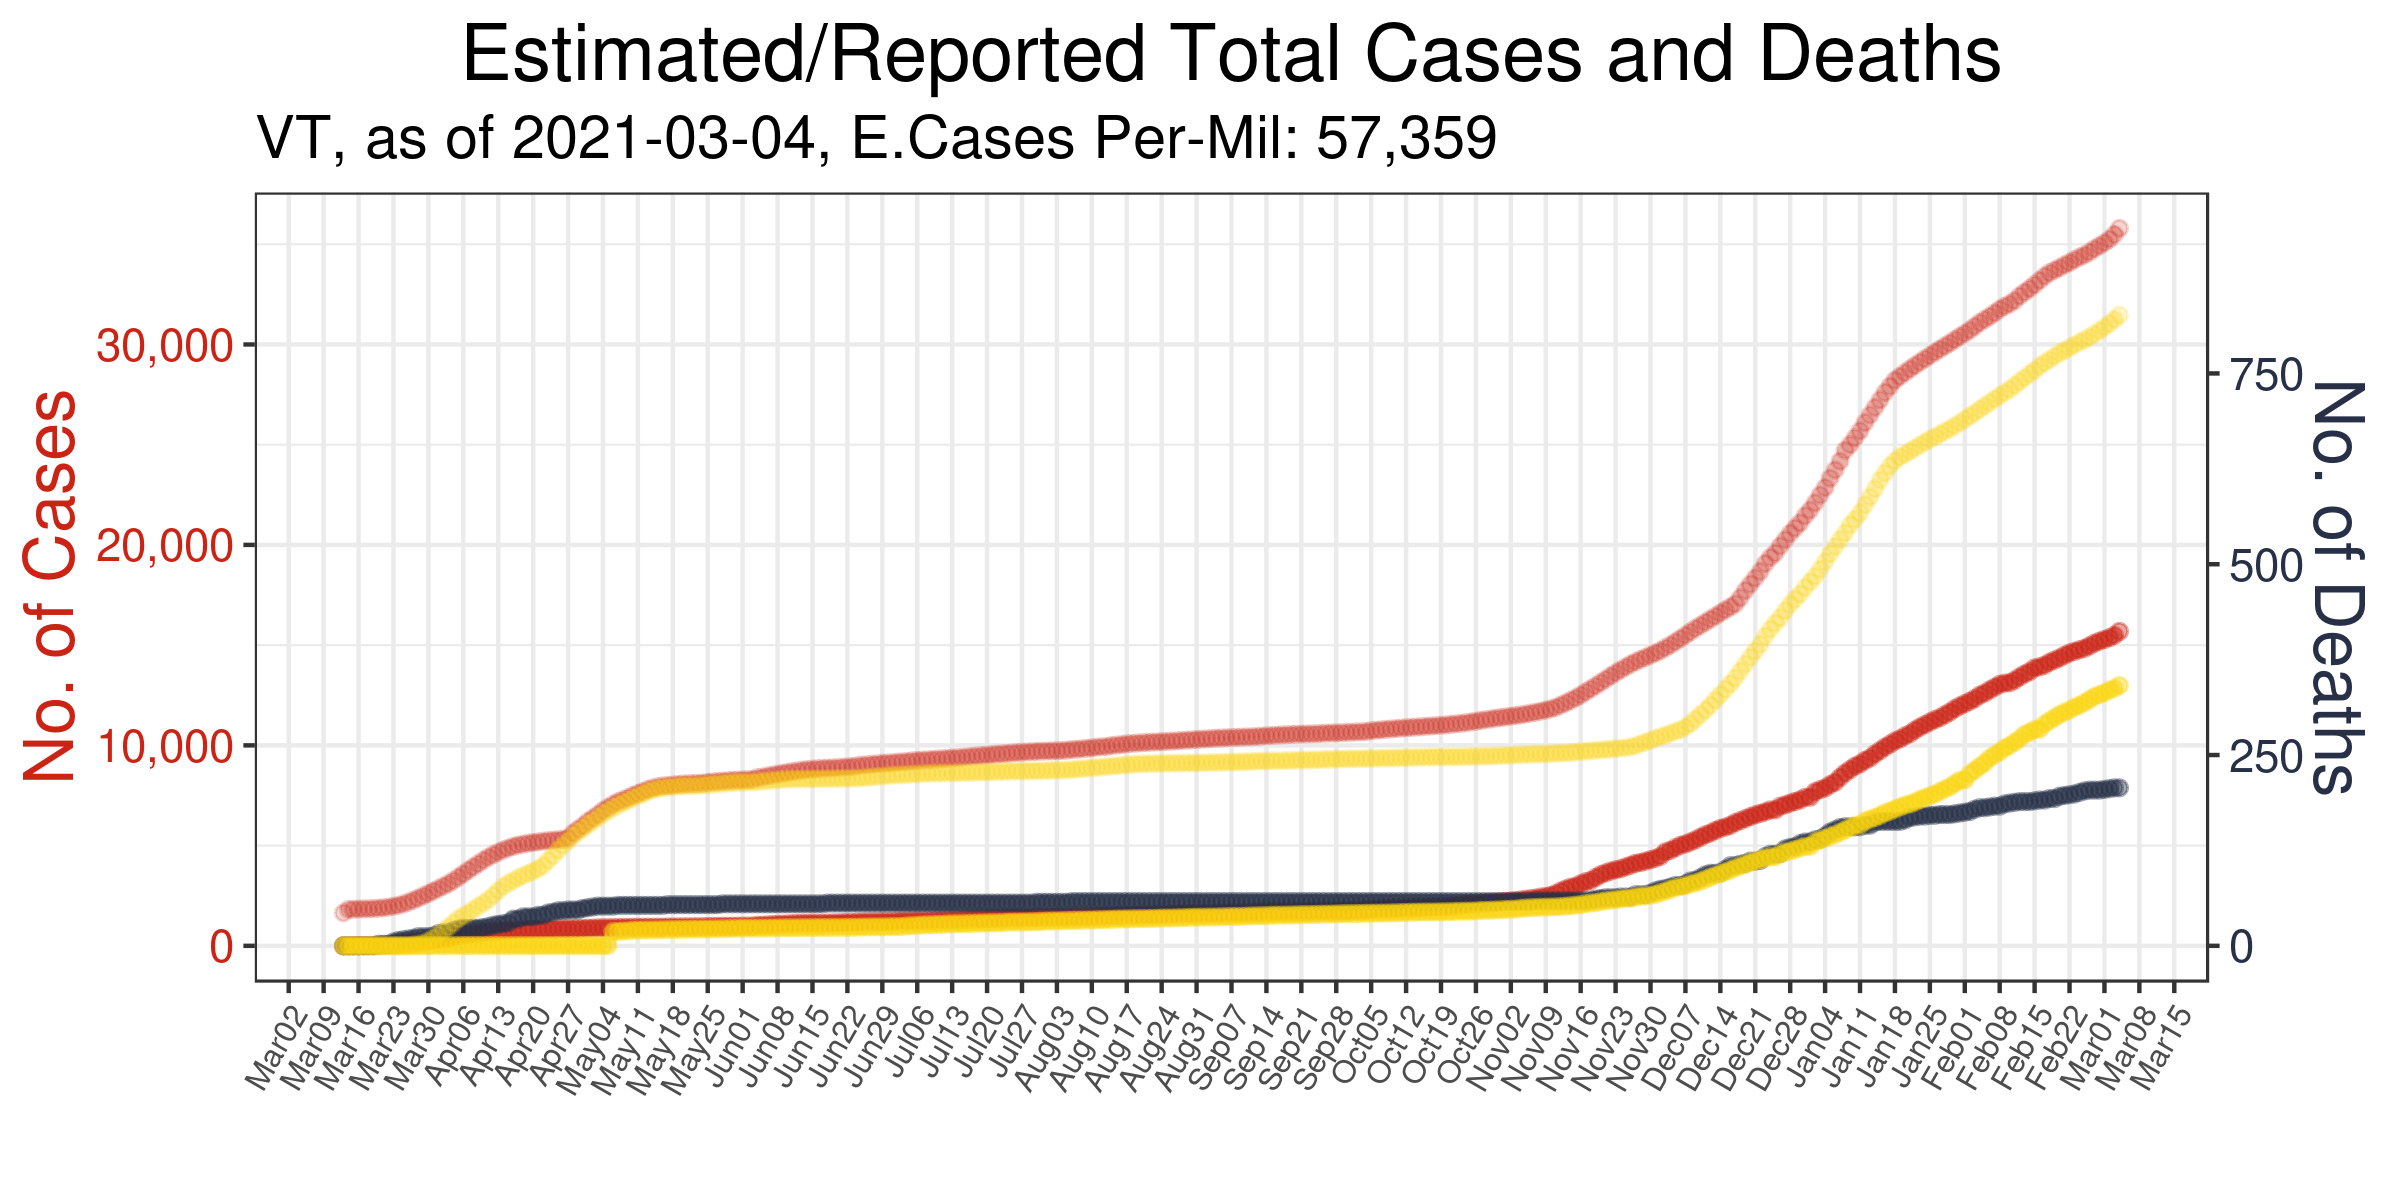 Estimated/Reported Total Cases and Deaths
VT, as of 2021-03-04, E.Cases Per-Mil: 57,359
No. of Cases
30,000
20,000
10,000
0
750
500
250
0
No. of Deaths
Mar02
Mar09
Mar16
Mar23
Mar30
Apr06
Apr13
Apr20
Apr27
May04
May11
May18
May25
Jun01
Jun08
Jun15
Jun22
Jun29
Jul06
Jul13
Jul20
Jul27
Aug03
Aug10
Aug17
Aug24
Aug31
Sep07
Sep14
Sep21
Sep28
Oct05
Oct12
Oct19
Oct26
Nov02
Nov09
Nov16
Nov23
Nov30
Dec07
Dec14
Dec21
Dec28
Jan04
Jan11
Jan18
Jan25
Feb01
Feb08
Feb15
Feb22
Mar01
Mar08
Mar15